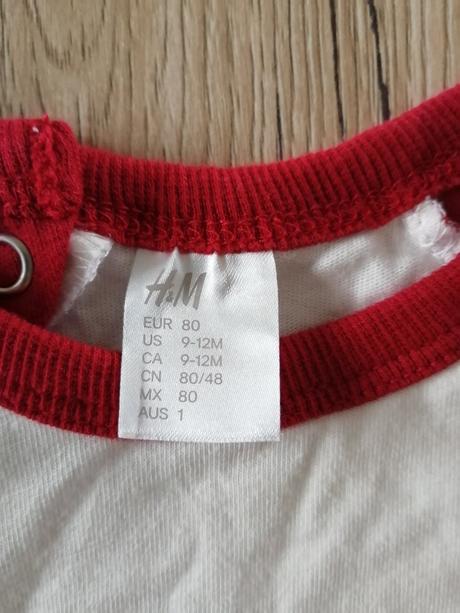 H&M
EUR 80
US 9-12M
CA 9-12M
CN 80/48
MX 80
AUS 1